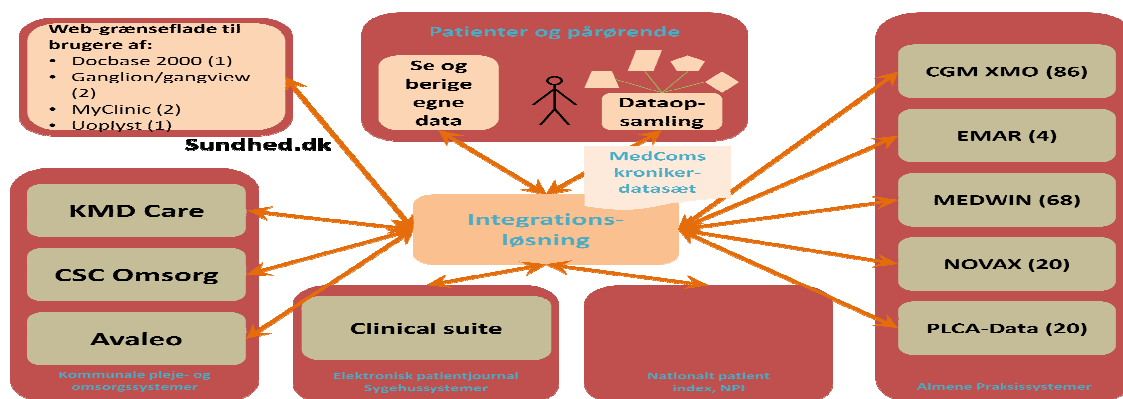 Web-grænseflade til
brugere af:
• Docbase 2000 (1)
• Ganglion/gangview
(2)
• MyClinic (2)
• Uoplyst (1)
Sundhed.dk
Patienter og pårørende
Se og
berige
egne
data
Dataop-
samling
MedComs
kroniker-
datasæt
Integrations-
løsning
KMD Care
CSC Omsorg
Avaleo
Kommunale pleje- og
omsorgssystemer
Clinical suite
Elektronisk patientjournal
Sygehussystemer
Nationalt patient
index, NPI
CGM XMO (86)
EMAR (4)
MEDWIN (68)
NOVAX (20)
PLCA-Data (20)
Almene Praksissystemer